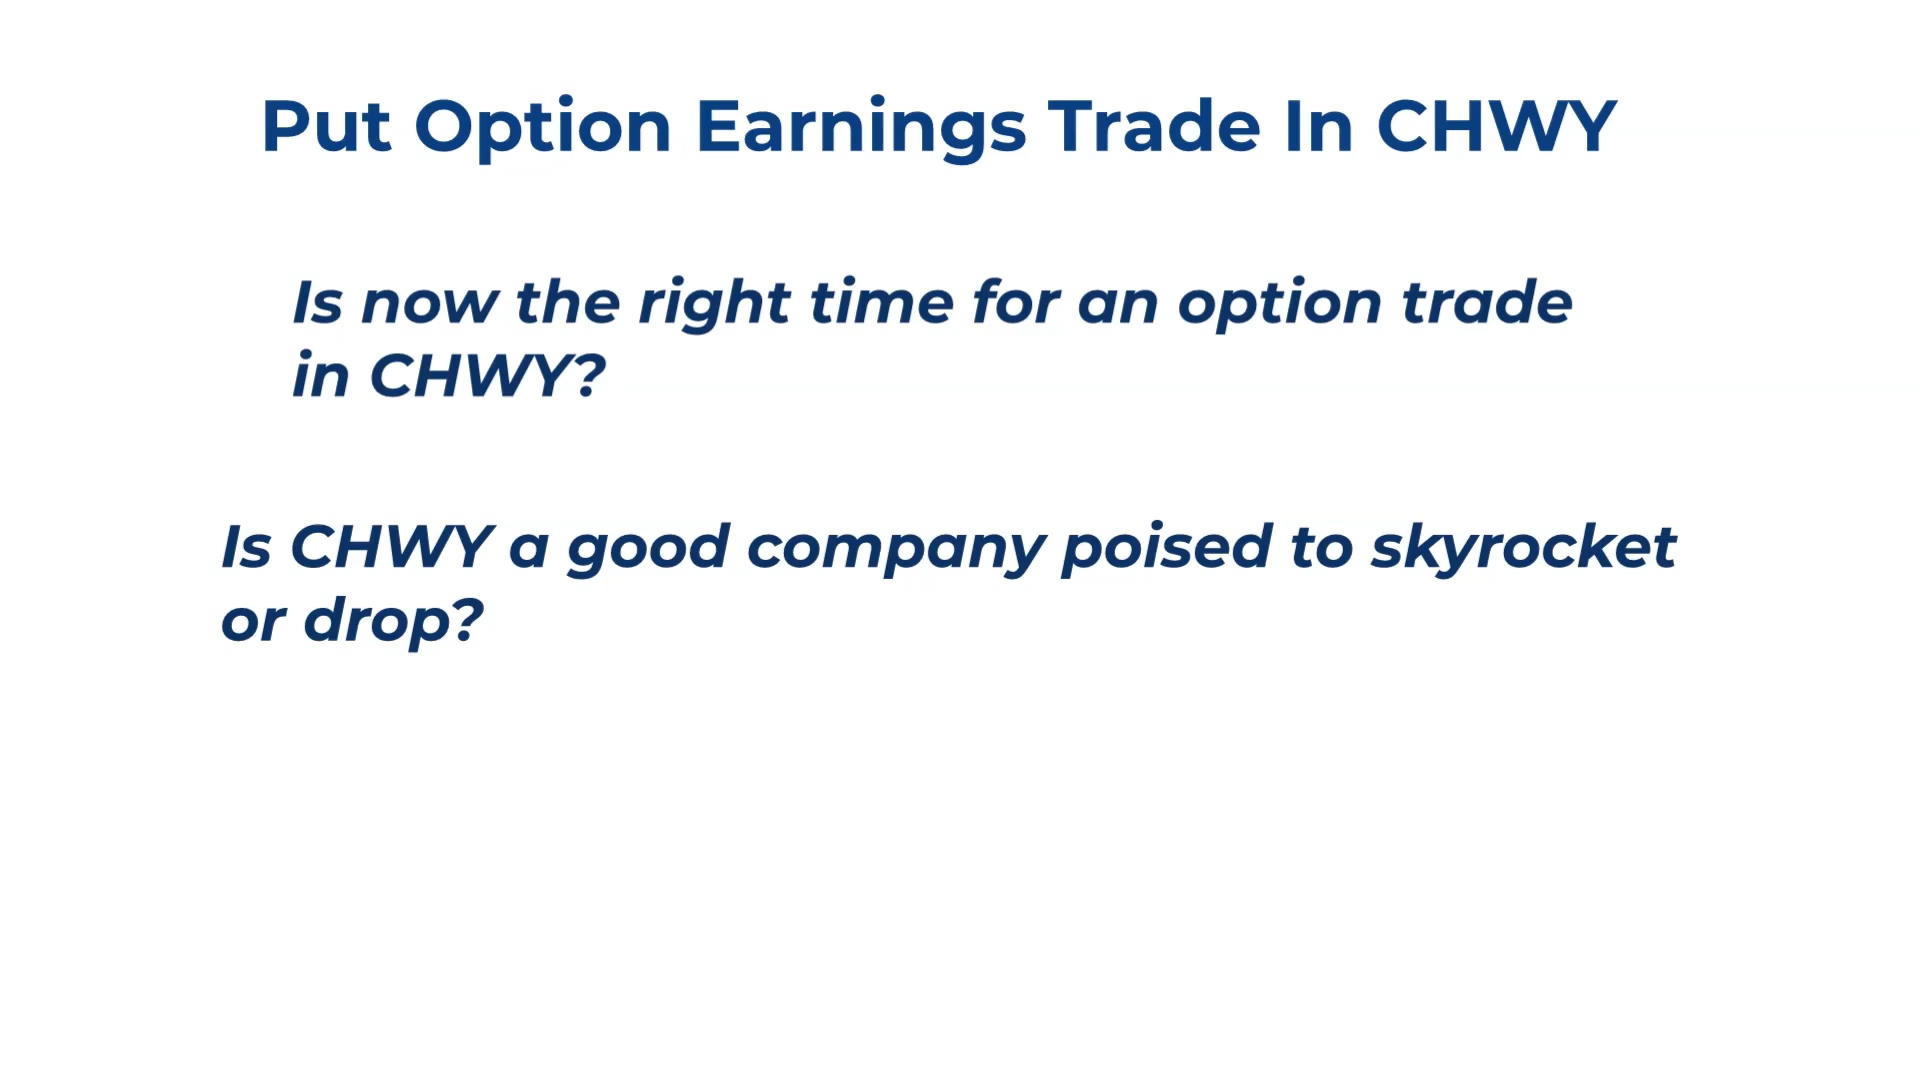 Put Option Earnings Trade In CHWY
Is now the right time for an option trade
in CHWY?
Is CHWY a good company poised to skyrocket
or drop?